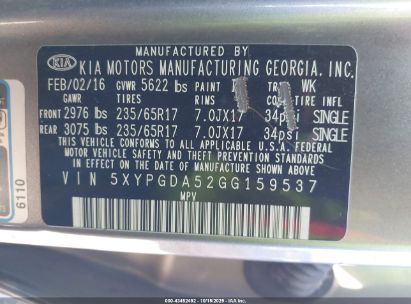 MANUFACTURED BY
KIA KIA MOTORS MANUFACTURING GEORGIA, INC.
FEB/02/16 GVWR 5622 lbs PAINT WK
GAWR TIRES RIMS COLD TIRE INFL
FRONT 2976 lbs 235/65R17 7.0JX17 34psi SINGLE
REAR 3075 lbs 235/65R17 7.0JX17 34psi SINGLE
THIS VEHICLE CONFORMS TO ALL APPLICABLE U.S.A. FEDERAL
MOTOR VEHICLE SAFETY AND THEFT PREVENTION STANDARDS IN
EFFECT ON THE DATE OF MANUFACTURE SHOWN ABOVE.
VIN 5XYPGDA52GG159537
MPV
6110